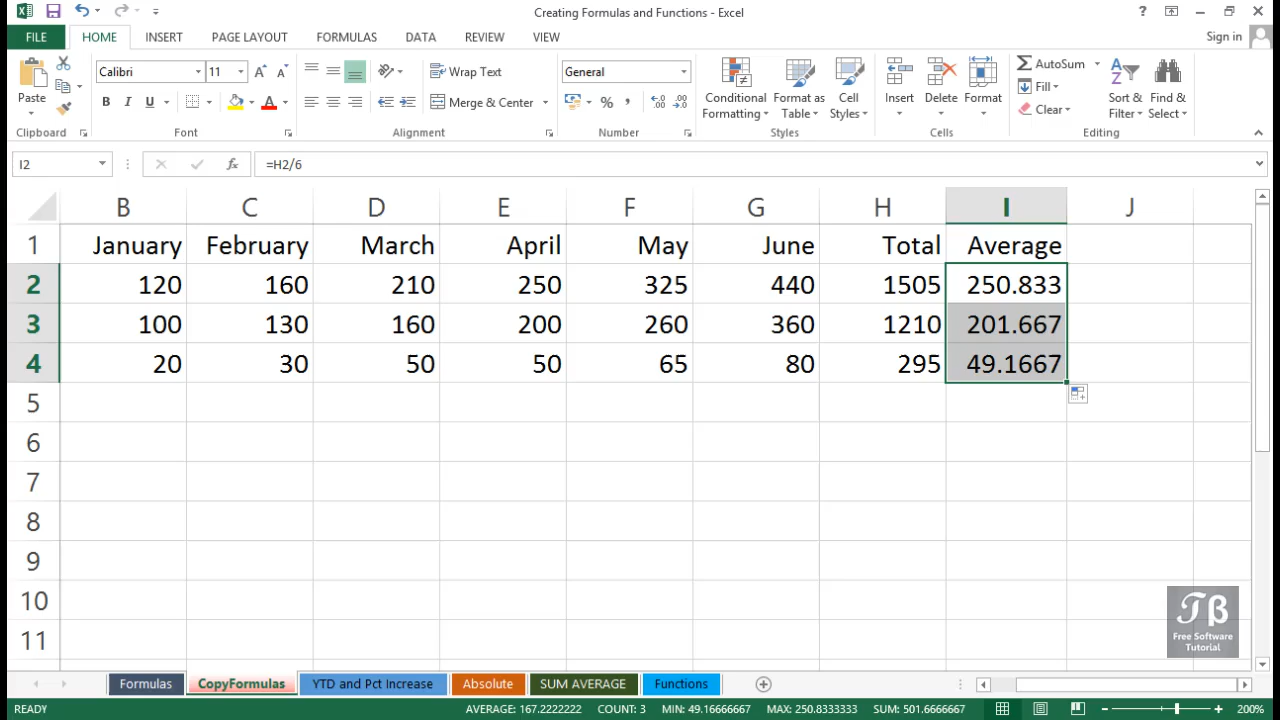 Creating Formulas and Functions - Excel
?
FILE HOME INSERT PAGE LAYOUT FORMULAS DATA REVIEW VIEW Sign in
Paste Calibri 11 A A Wrap Text General Conditional Formatting Format as Table Cell Styles Insert Delete Format AutoSum Fill Clear Sort & Filter Find & Select
B I U A Merge & Center % ,
Clipboard Font Alignment Number Styles Cells Editing
I2 fx =H2/6
B C D E F G H I J
1 January February March April May June Total Average
2 120 160 210 250 325 440 1505 250.833
3 100 130 160 200 260 360 1210 201.667
4 20 30 50 50 65 80 295 49.1667
5
6
7
8
9
10
11
TB
Free Software
Tutorial
Formulas CopyFormulas YTD and Pct Increase Absolute SUM AVERAGE Functions
READY AVERAGE: 167.2222222 COUNT: 3 MIN: 49.16666667 MAX: 250.8333333 SUM: 501.6666667 200%